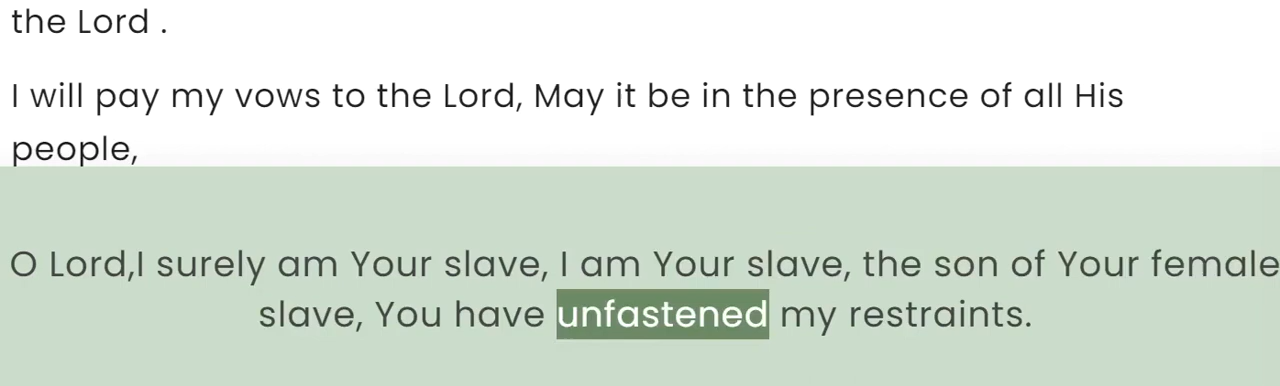 the Lord .
I will pay my vows to the Lord, May it be in the presence of all His
people,
O Lord,I surely am Your slave, I am Your slave, the son of Your female
slave, You have unfastened my restraints.